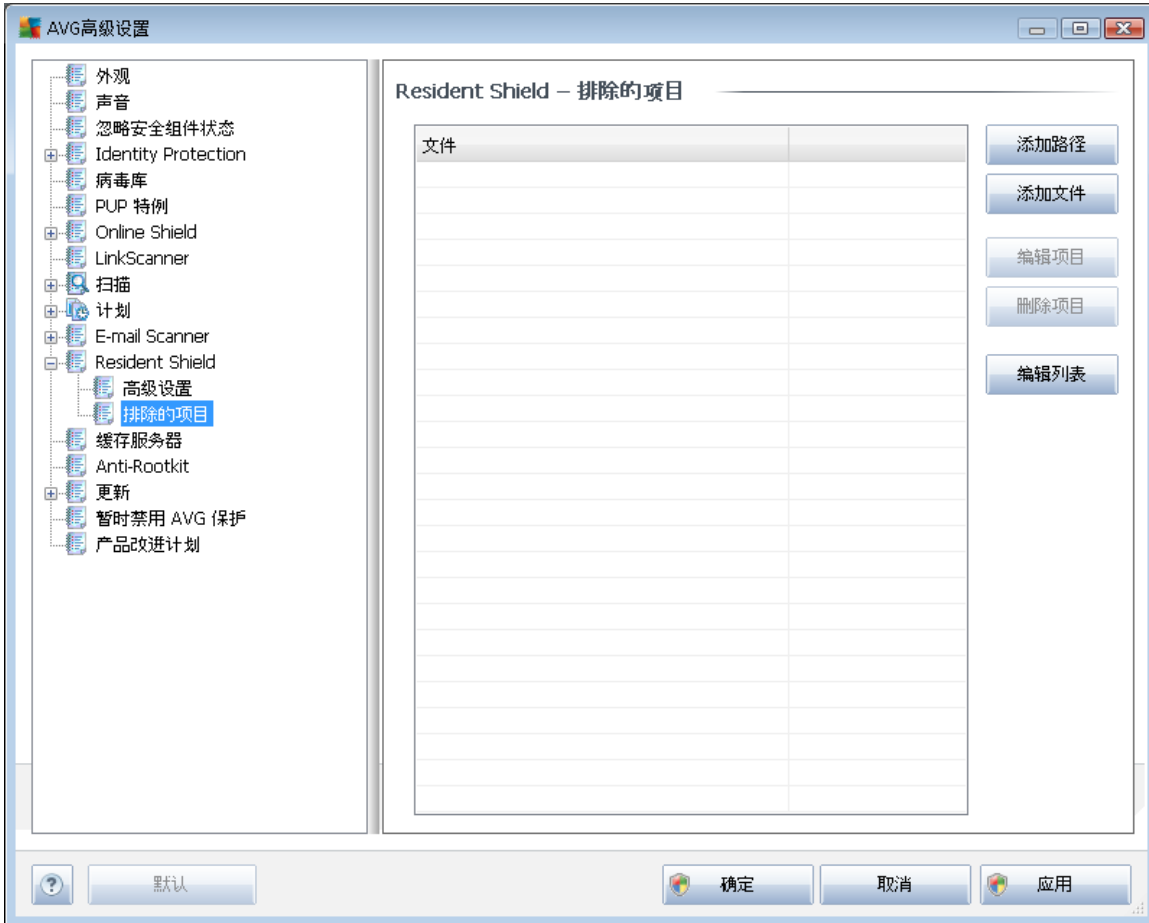 AVG高级设置
外观
声音
忽略安全组件状态
Identity Protection
病毒库
PUP 特例
Online Shield
LinkScanner
扫描
计划
E-mail Scanner
Resident Shield
高级设置
排除的项目
缓存服务器
Anti-Rootkit
更新
暂时禁用 AVG 保护
产品改进计划
Resident Shield – 排除的项目
文件
添加路径
添加文件
编辑项目
删除项目
编辑列表
默认
确定
取消
应用